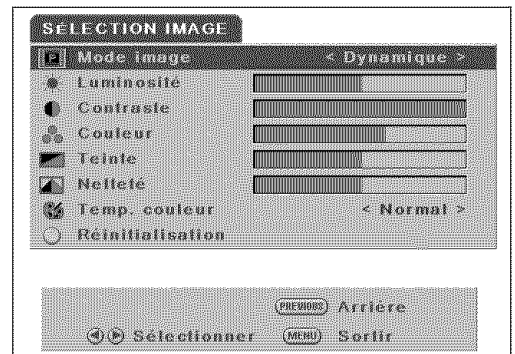 SÉLECTION IMAGE
P Mode image < Dynamique >
Luminosité
Contraste
Couleur
Teinte
Netteté
Temp. couleur < Normal >
Réinitialisation
PREVIOUS Arrière
Sélectionner MENU Sortir